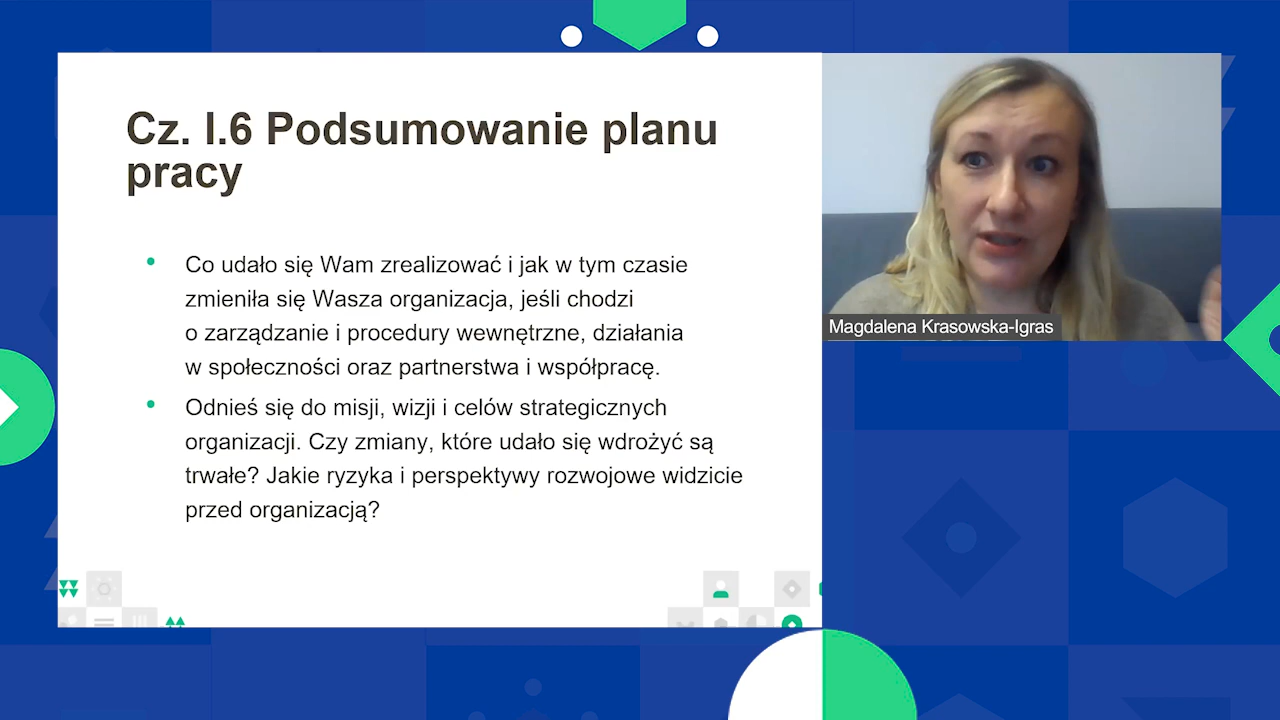 Cz. I.6 Podsumowanie planu
pracy
Co udało się Wam zrealizować i jak w tym czasie
zmieniła się Wasza organizacja, jeśli chodzi
o zarządzanie i procedury wewnętrzne, działania
w społeczności oraz partnerstwa i współpracę.
Odnieś się do misji, wizji i celów strategicznych
organizacji. Czy zmiany, które udało się wdrożyć są
trwałe? Jakie ryzyka i perspektywy rozwojowe widzicie
przed organizacją?
Magdalena Krasowska-Igras